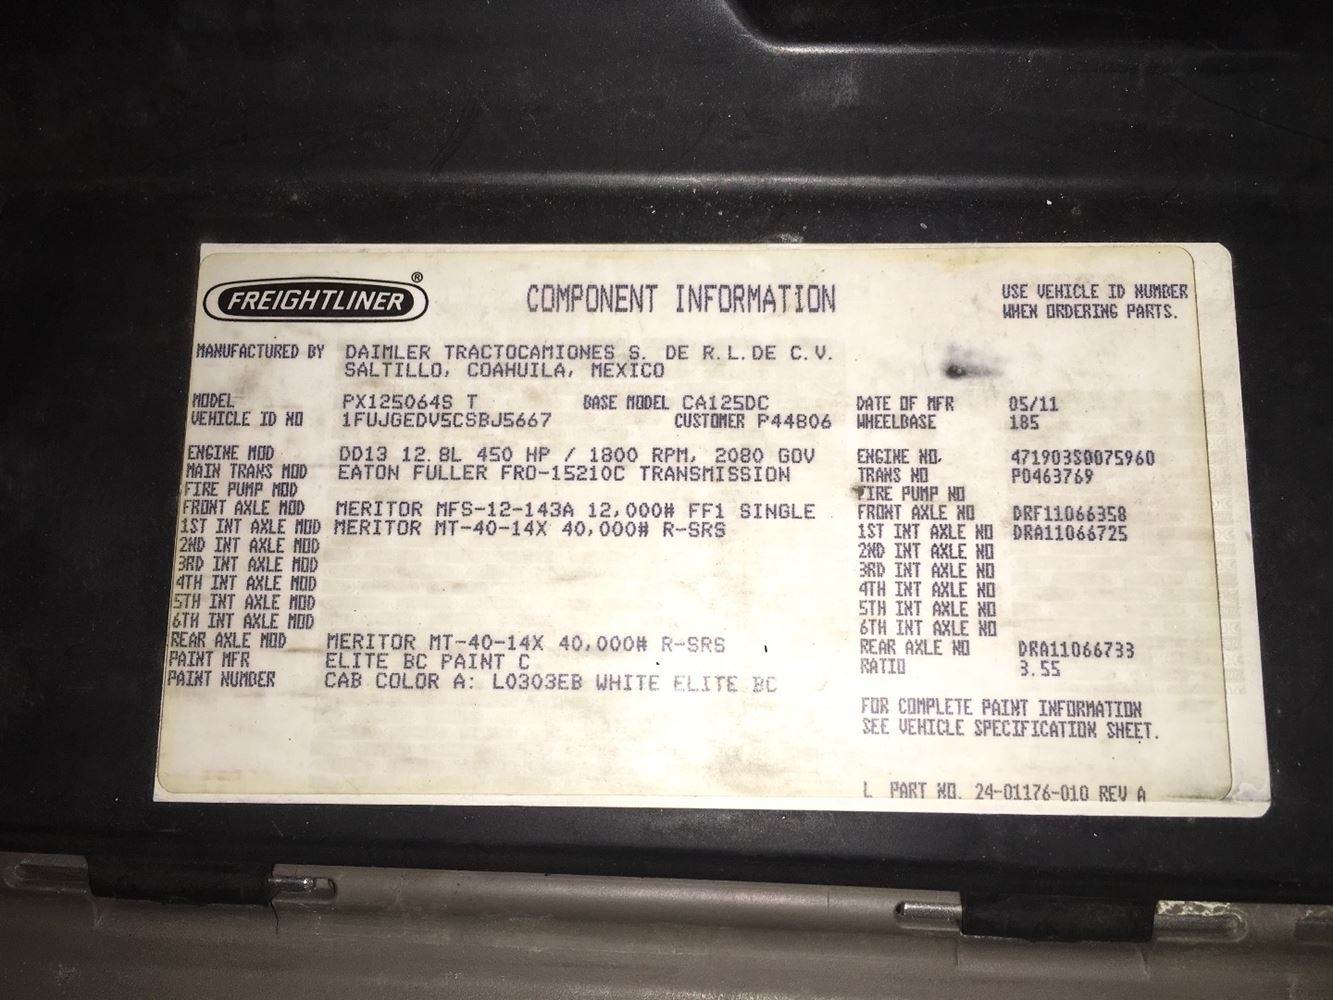 FREIGHTLINER ®
COMPONENT INFORMATION
USE VEHICLE ID NUMBER
WHEN ORDERING PARTS.
MANUFACTURED BY DAIMLER TRACTOCAMIONES S. DE R.L.DE C.V.
SALTILLO, COAHUILA, MEXICO
MODEL PX125064S T BASE MODEL CA125DC DATE OF MFR 05/11
VEHICLE ID NO 1FUJGEDV5CSBJ5667 CUSTOMER P44806 WHEELBASE 185
ENGINE MOD DD13 12.8L 450 HP / 1800 RPM, 2080 GOV ENGINE NO. 471903S0075960
MAIN TRANS MOD EATON FULLER FRO-15210C TRANSMISSION TRANS NO P0463769
FIRE PUMP MOD FIRE PUMP NO
FRONT AXLE MOD MERITOR MFS-12-143A 12,000# FF1 SINGLE FRONT AXLE NO DRF11066358
1ST INT AXLE MOD MERITOR MT-40-14X 40,000# R-SRS 1ST INT AXLE NO DRA11066725
2ND INT AXLE MOD 2ND INT AXLE NO
3RD INT AXLE MOD 3RD INT AXLE NO
4TH INT AXLE MOD 4TH INT AXLE NO
5TH INT AXLE MOD 5TH INT AXLE NO
6TH INT AXLE MOD 6TH INT AXLE NO
REAR AXLE MOD MERITOR MT-40-14X 40,000# R-SRS REAR AXLE NO DRA11066733
PAINT MFR ELITE BC PAINT C RATIO 3.55
PAINT NUMBER CAB COLOR A: L0303EB WHITE ELITE BC
FOR COMPLETE PAINT INFORMATION
SEE VEHICLE SPECIFICATION SHEET.
L PART NO. 24-01176-010 REV A